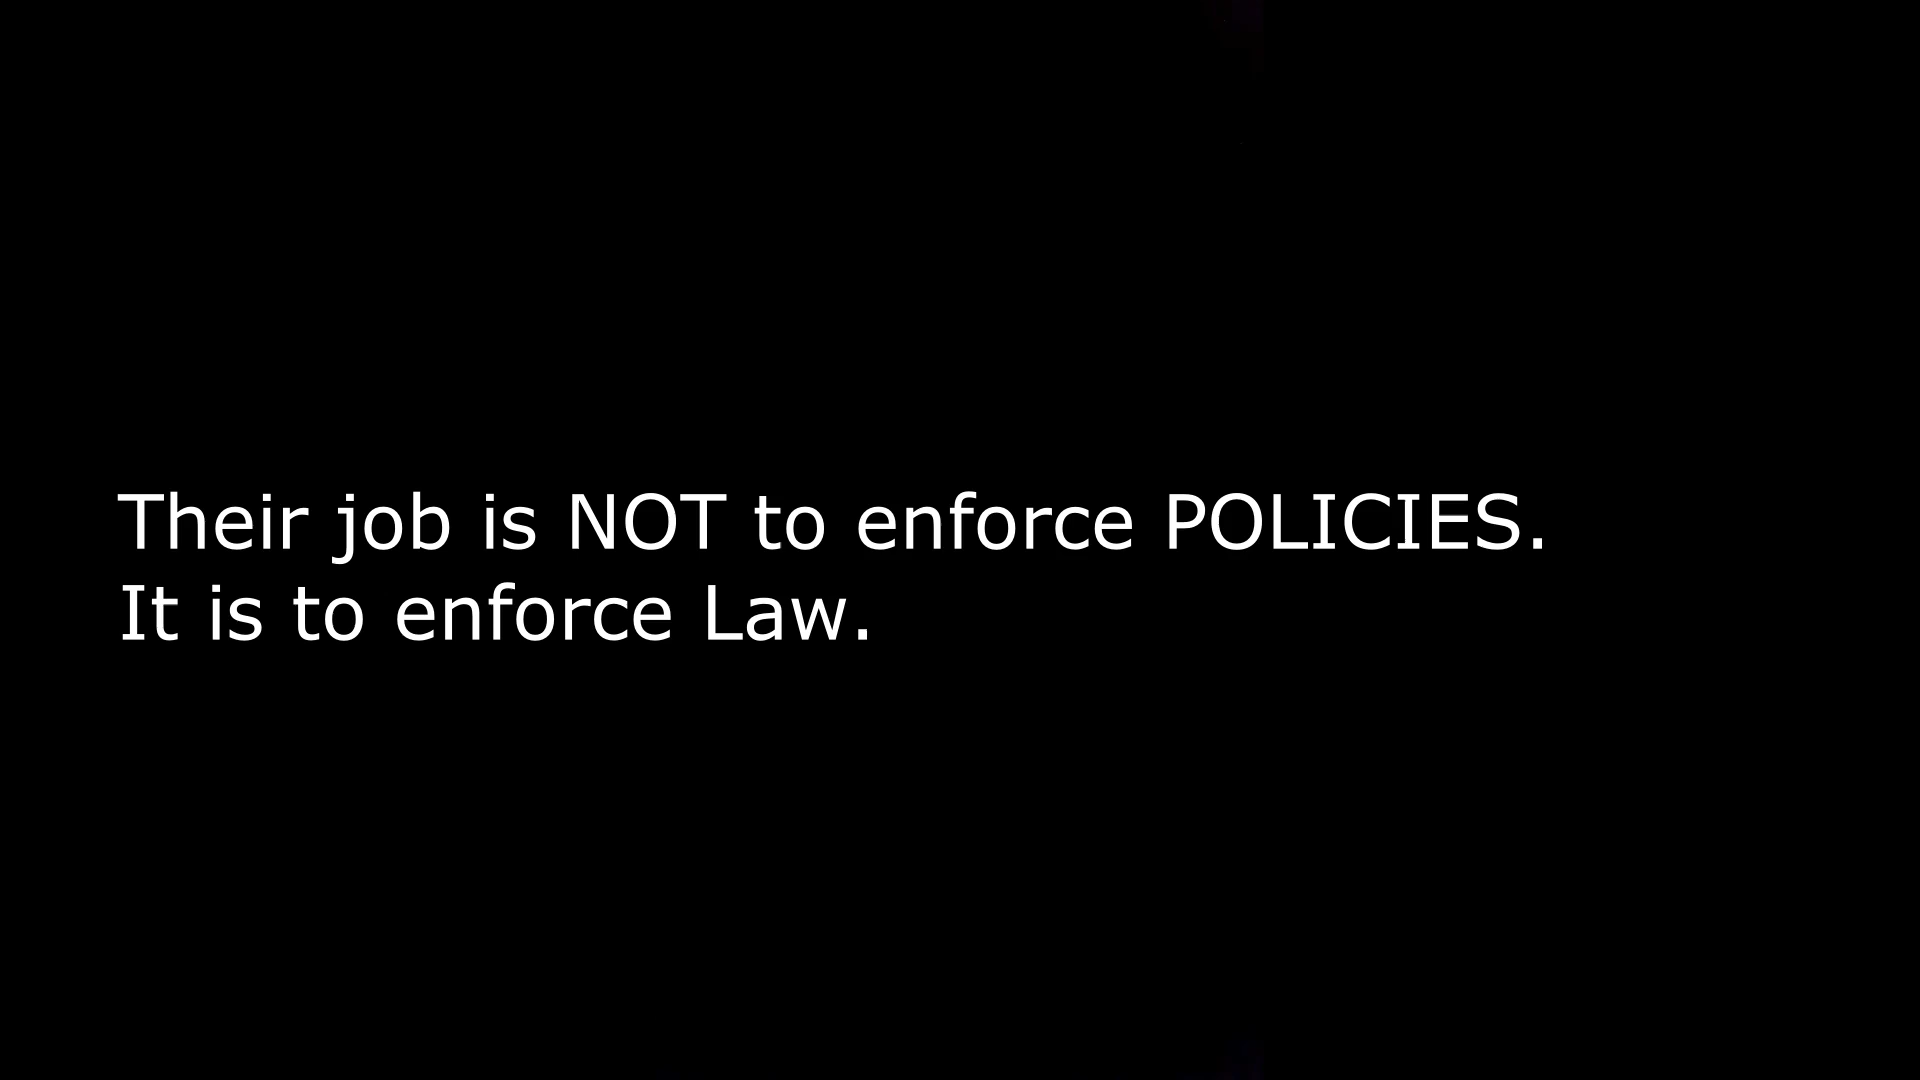 Their job is NOT to enforce POLICIES.
It is to enforce Law.